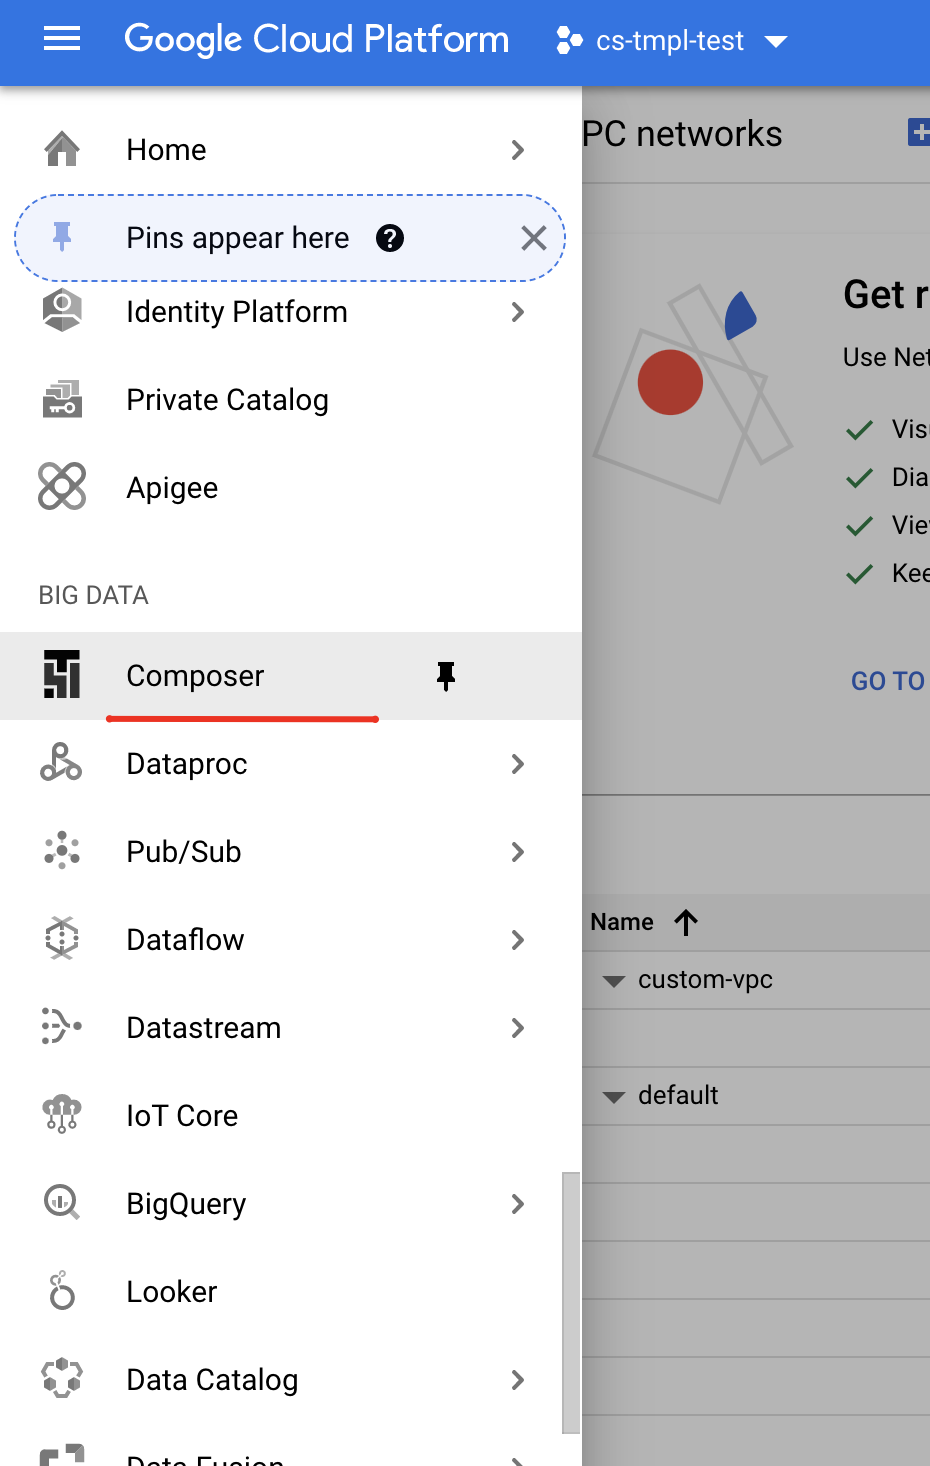 Google Cloud Platform
cs-tmpl-test
Home
Pins appear here
Identity Platform
Private Catalog
Apigee
BIG DATA
Composer
Dataproc
Pub/Sub
Dataflow
Datastream
IoT Core
BigQuery
Looker
Data Catalog
Data Fusion
PC networks
Get r
Use Net
Vis
Dia
Vie
Kee
GO TO
Name
custom-vpc
default